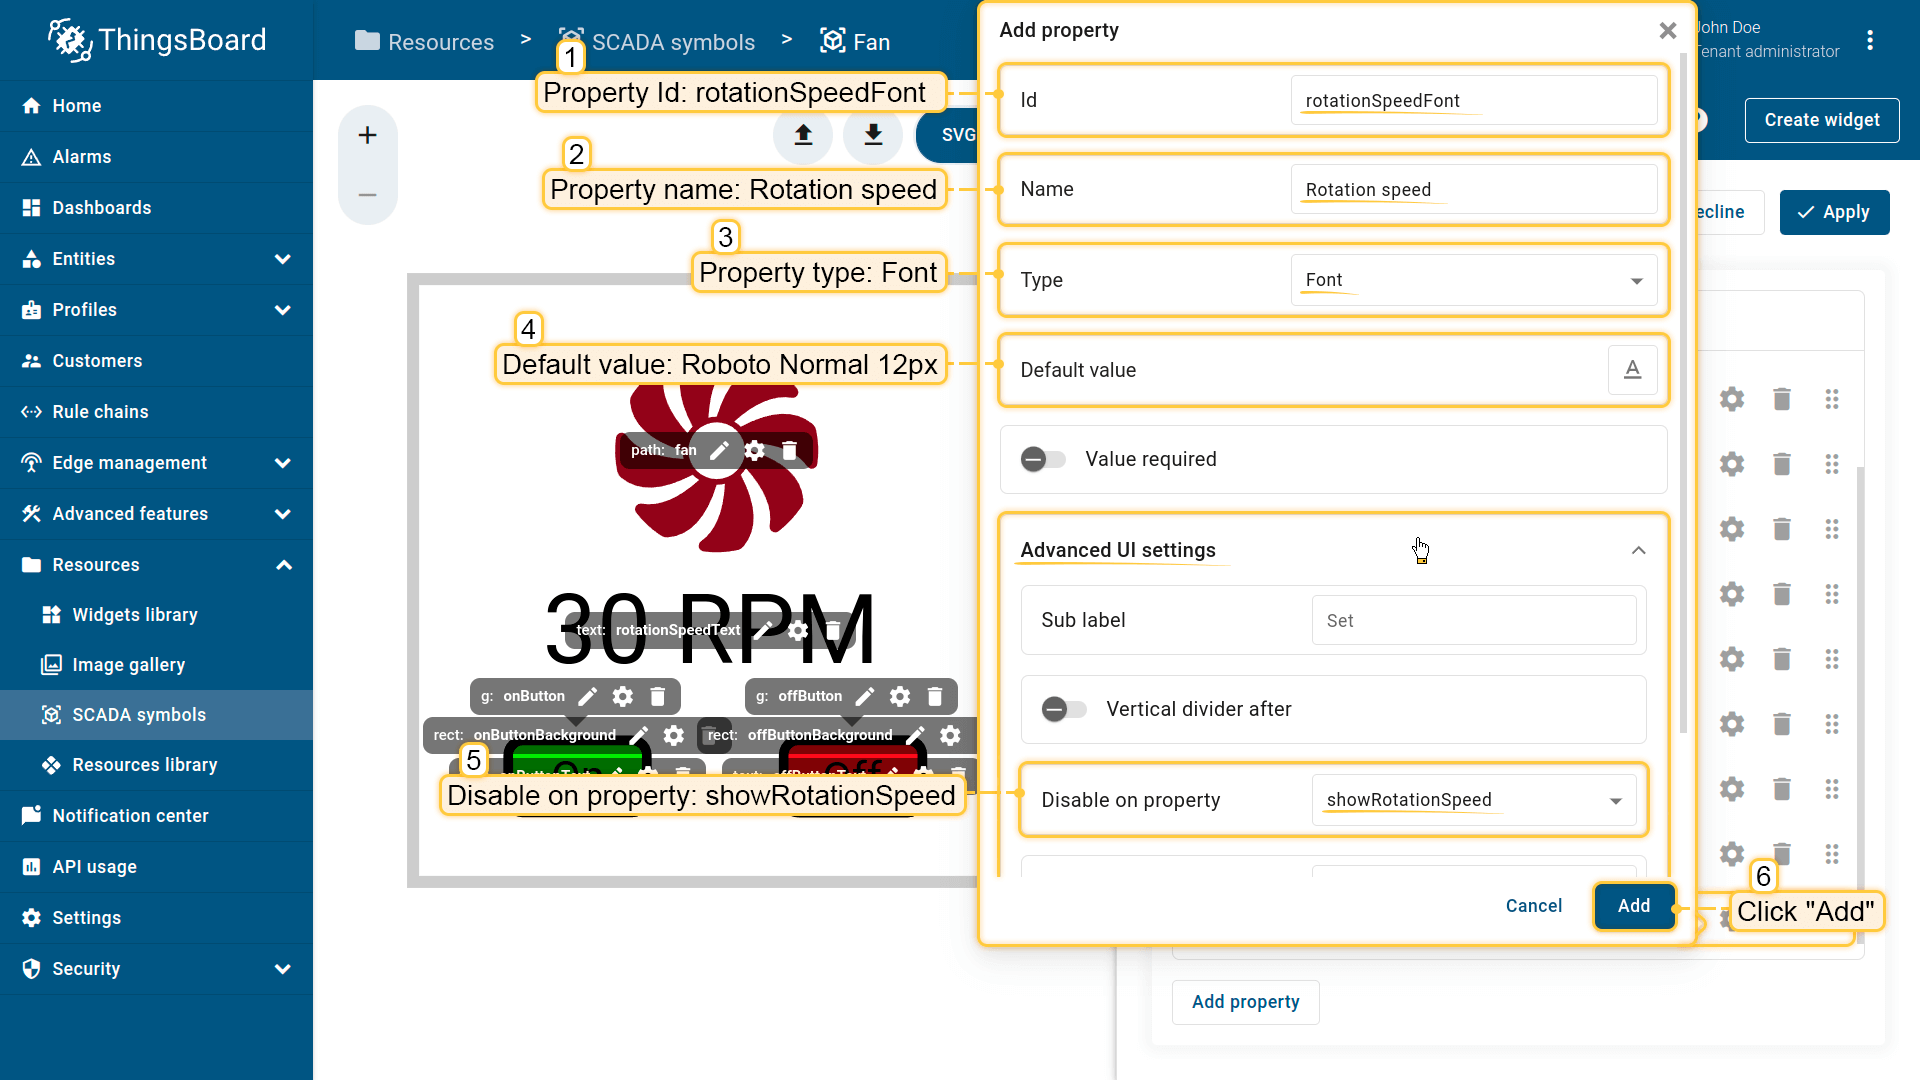 ThingsBoard
Home
Alarms
Dashboards
Entities
Profiles
Customers
Rule chains
Edge management
Advanced features
Resources
Widgets library
Image gallery
SCADA symbols
Resources library
Notification center
API usage
Settings
Security
Resources > SCADA symbols > Fan
John Doe
Tenant administrator
Create widget
SVG
Decline
Apply
1
Property Id: rotationSpeedFont
2
Property name: Rotation speed
3
Property type: Font
4
Default value: Roboto Normal 12px
path: fan
30 RPM
text: rotationSpeedText
g: onButton
g: offButton
rect: onButtonBackground
rect: offButtonBackground
5
Disable on property: showRotationSpeed
Add property
Id
rotationSpeedFont
Name
Rotation speed
Type
Font
Default value
Value required
Advanced UI settings
Sub label
Set
Vertical divider after
Disable on property
showRotationSpeed
Cancel
Add
6
Click "Add"
Add property